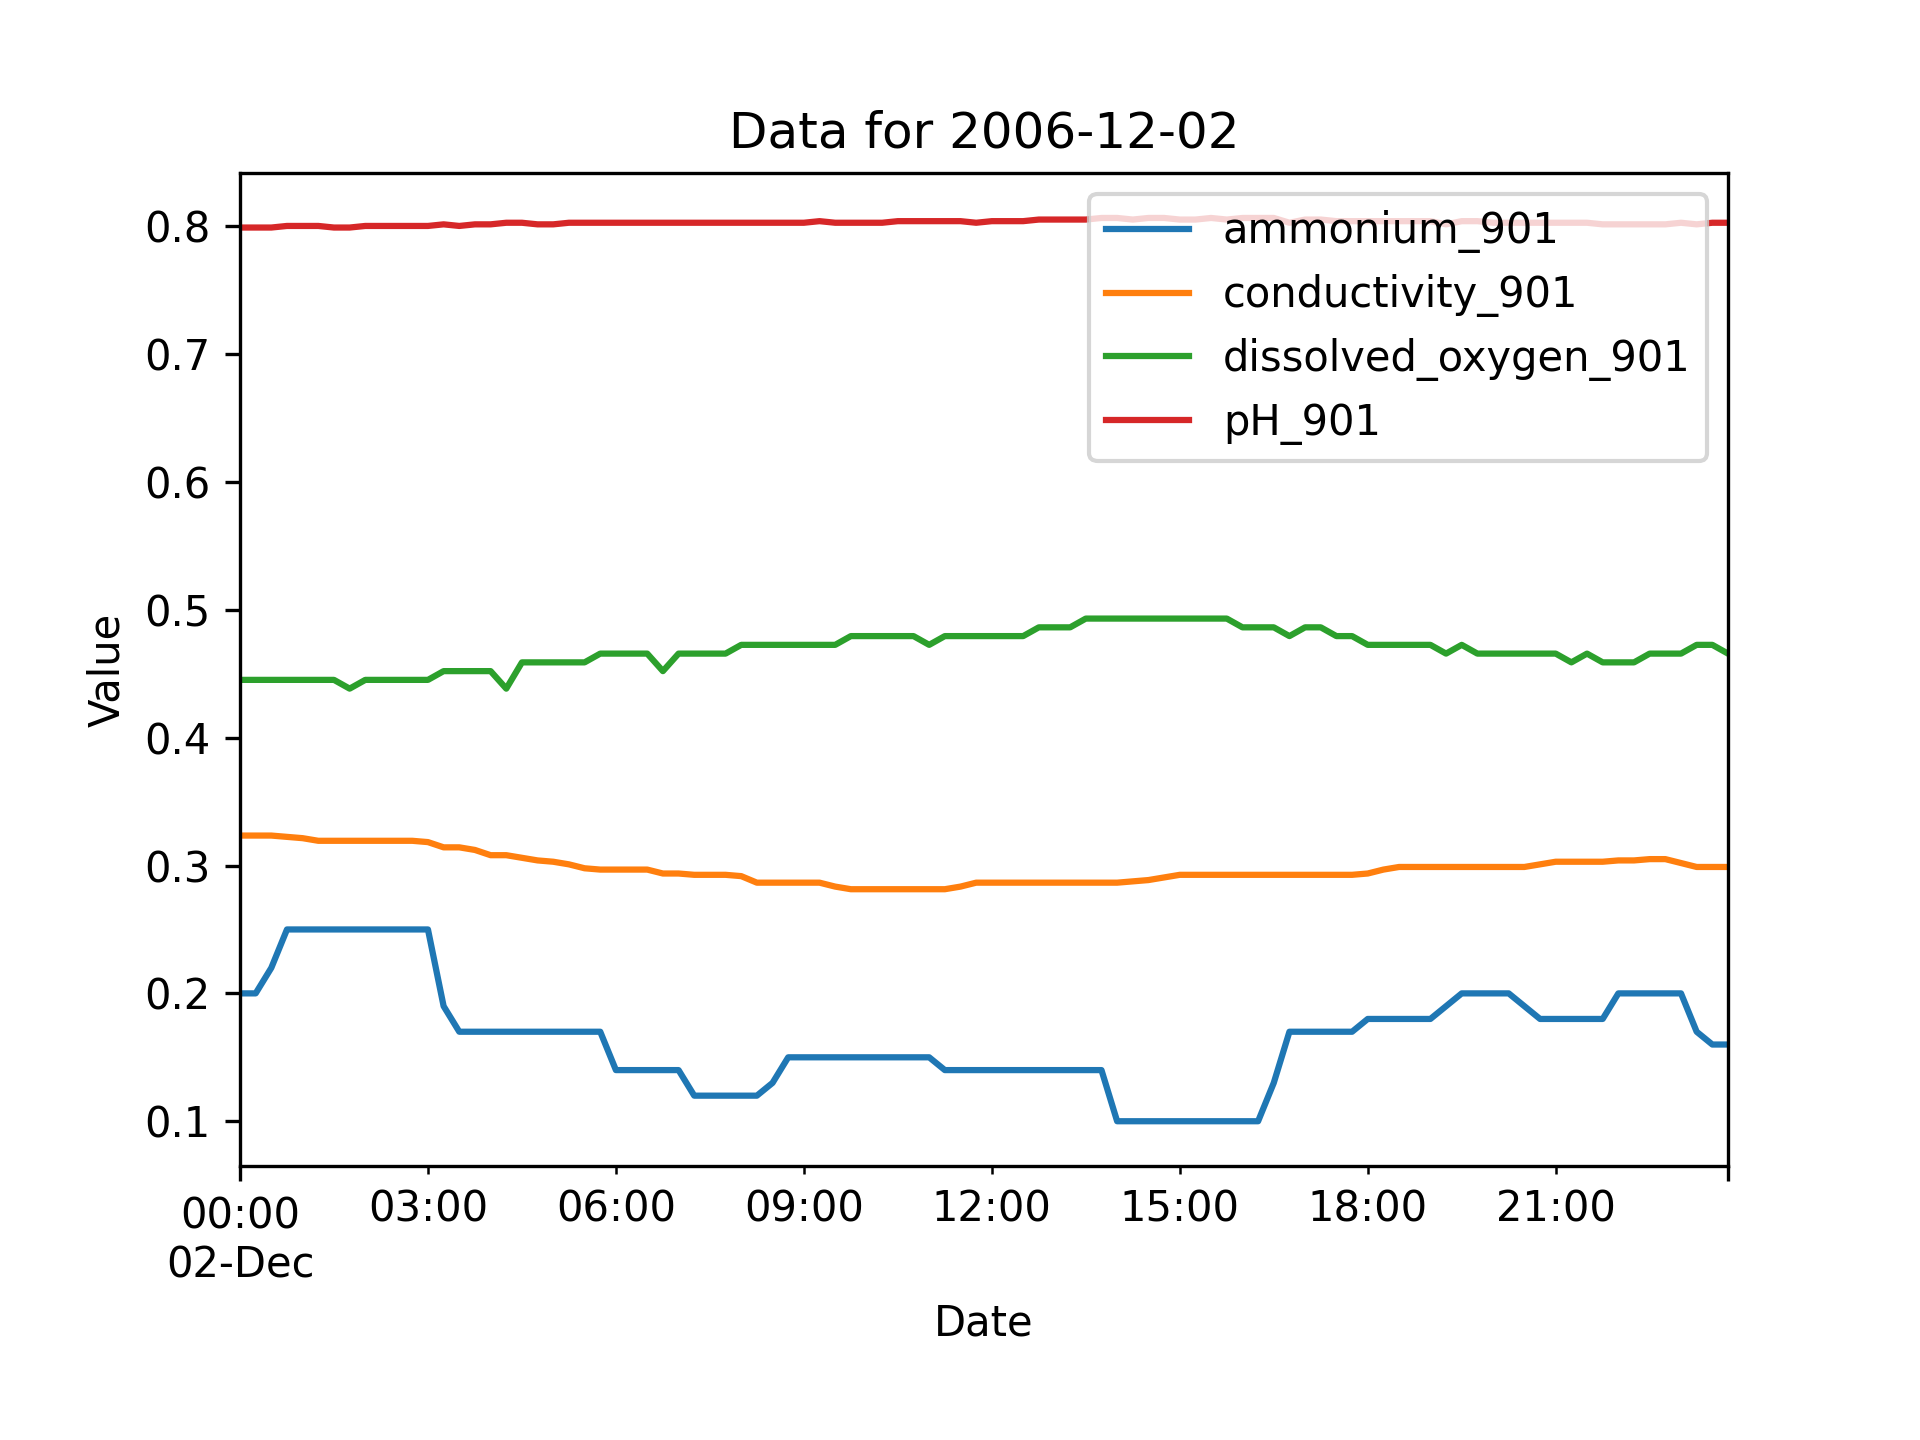 Data for 2006-12-02
ammonium_901
conductivity_901
dissolved_oxygen_901
pH_901
Value
0.8
0.7
0.6
0.5
0.4
0.3
0.2
0.1
00:00 03:00 06:00 09:00 12:00 15:00 18:00 21:00
02-Dec
Date